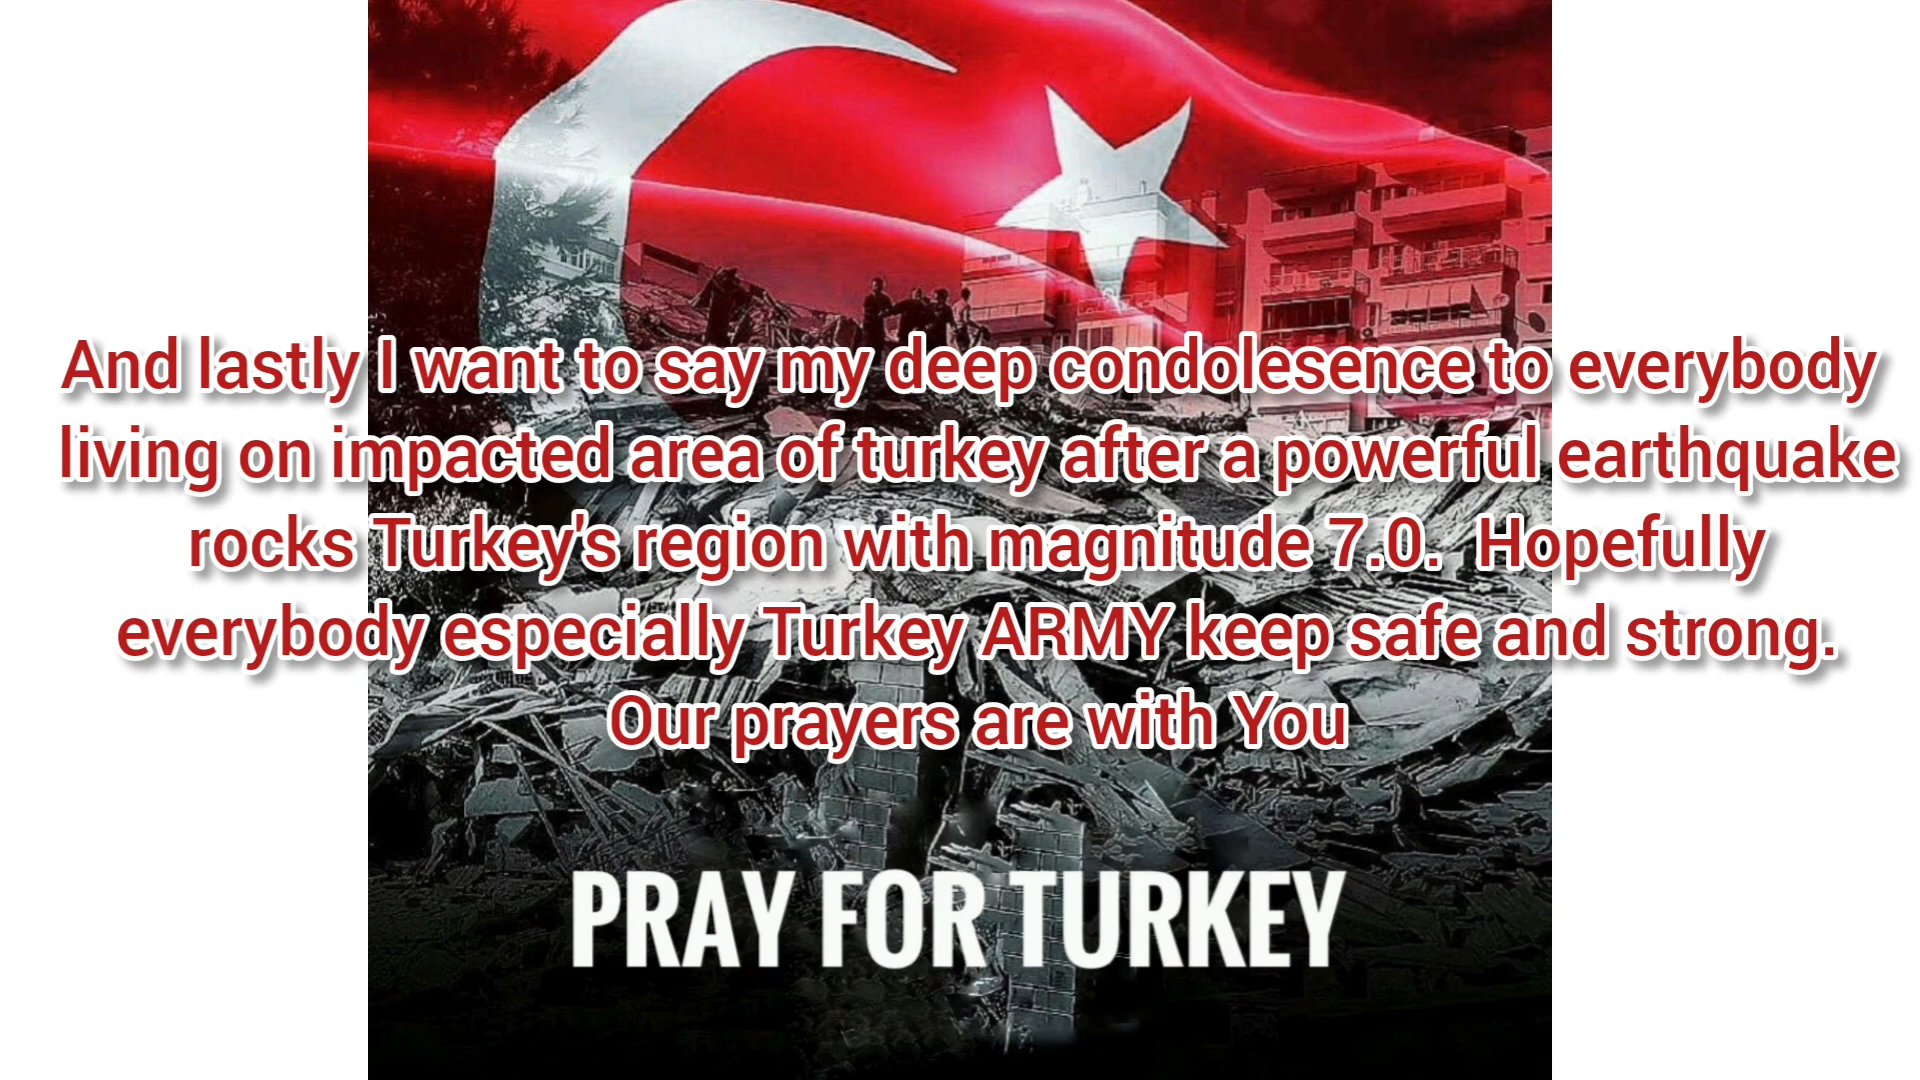 And lastly I want to say my deep condolesence to everybody
living on impacted area of turkey after a powerful earthquake
rocks Turkey's region with magnitude 7.0.  Hopefully
everybody especially Turkey ARMY keep safe and strong.
Our prayers are with You
PRAY FOR TURKEY